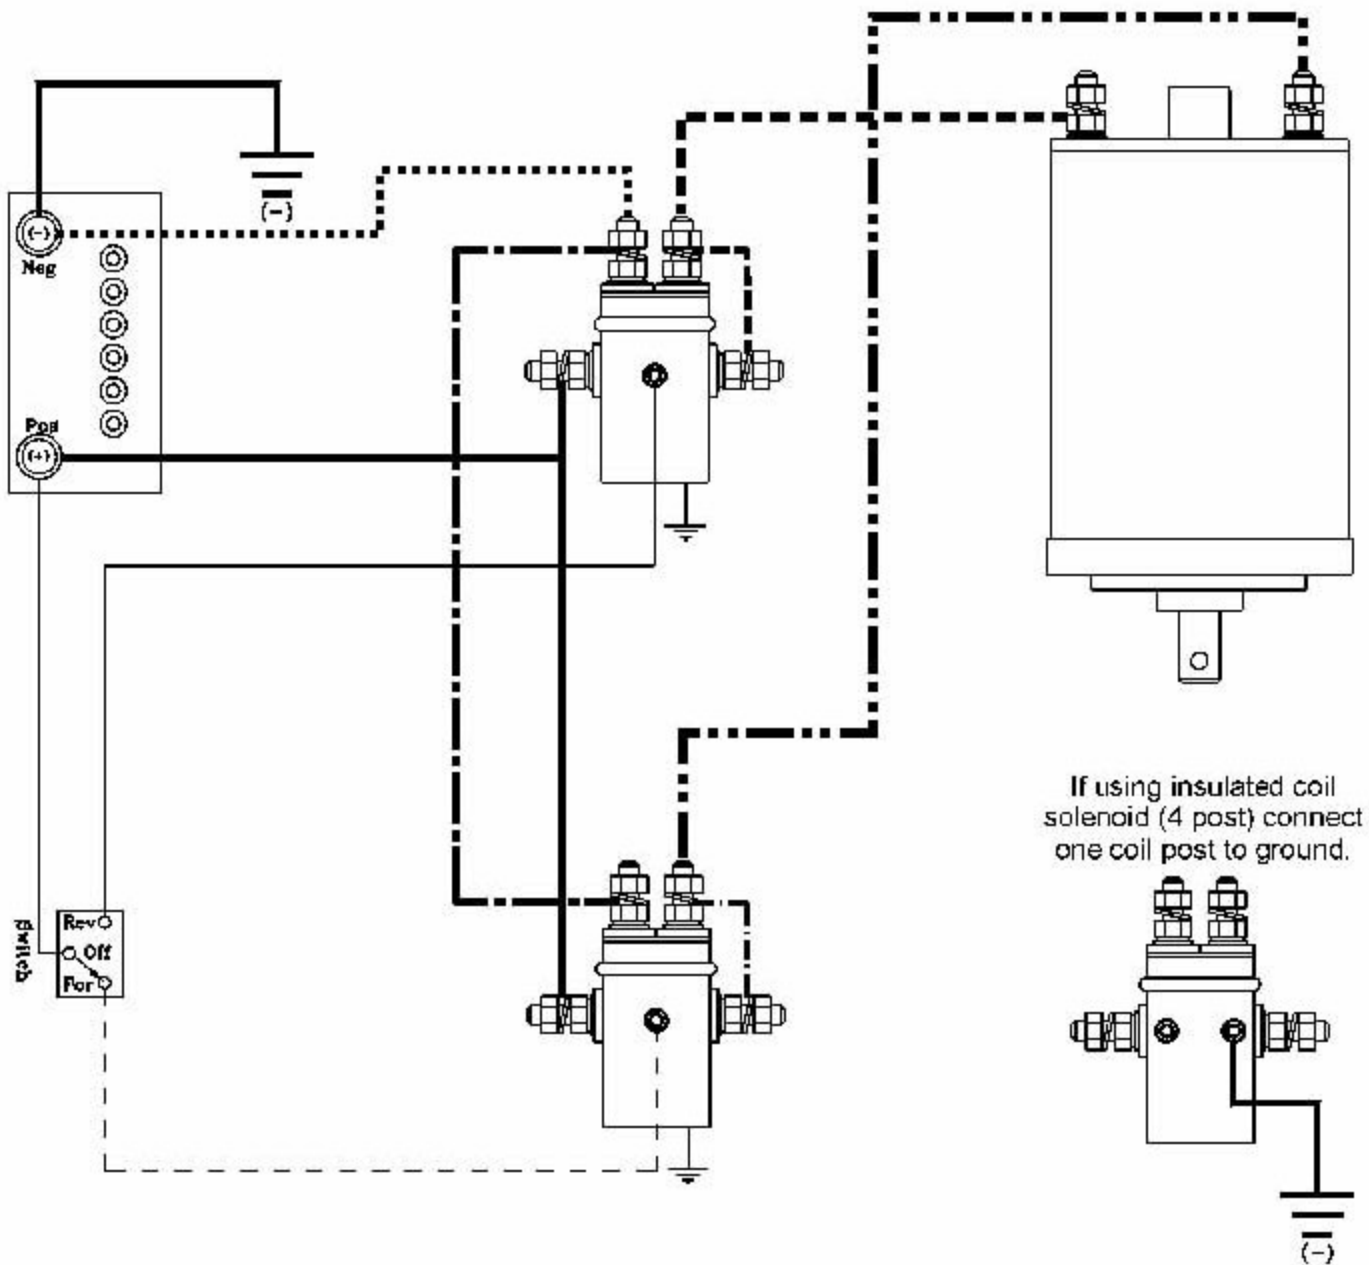 (-)
(-)
Neg
Pos
(+)
Switch
Rev
Off
For
If using insulated coil
solenoid (4 post) connect
one coil post to ground.
(-)